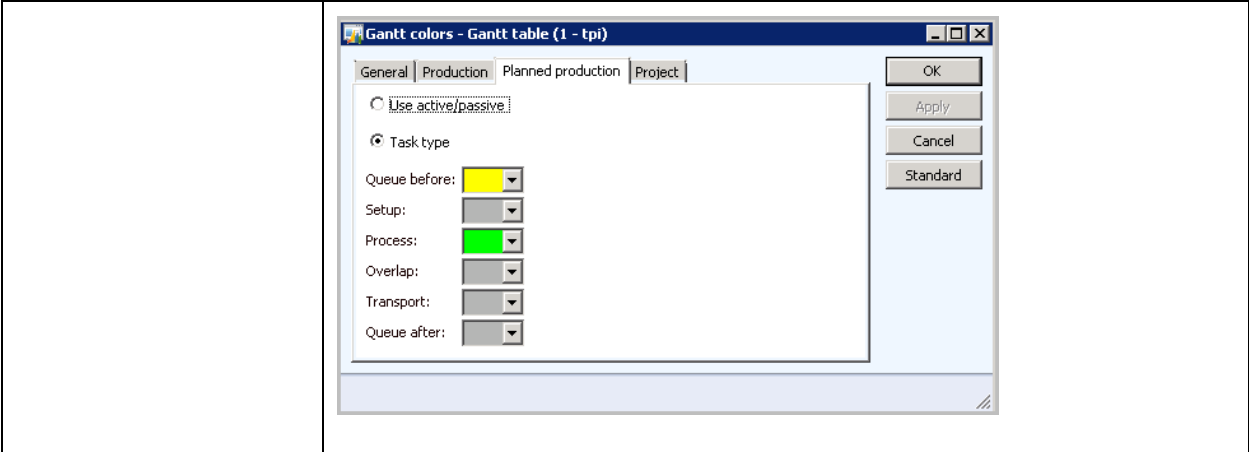 Gantt colors - Gantt table (1 - tpi)
General Production Planned production Project
OK
Use active/passive
Apply
Task type
Cancel
Queue before:
Standard
Setup:
Process:
Overlap:
Transport:
Queue after: